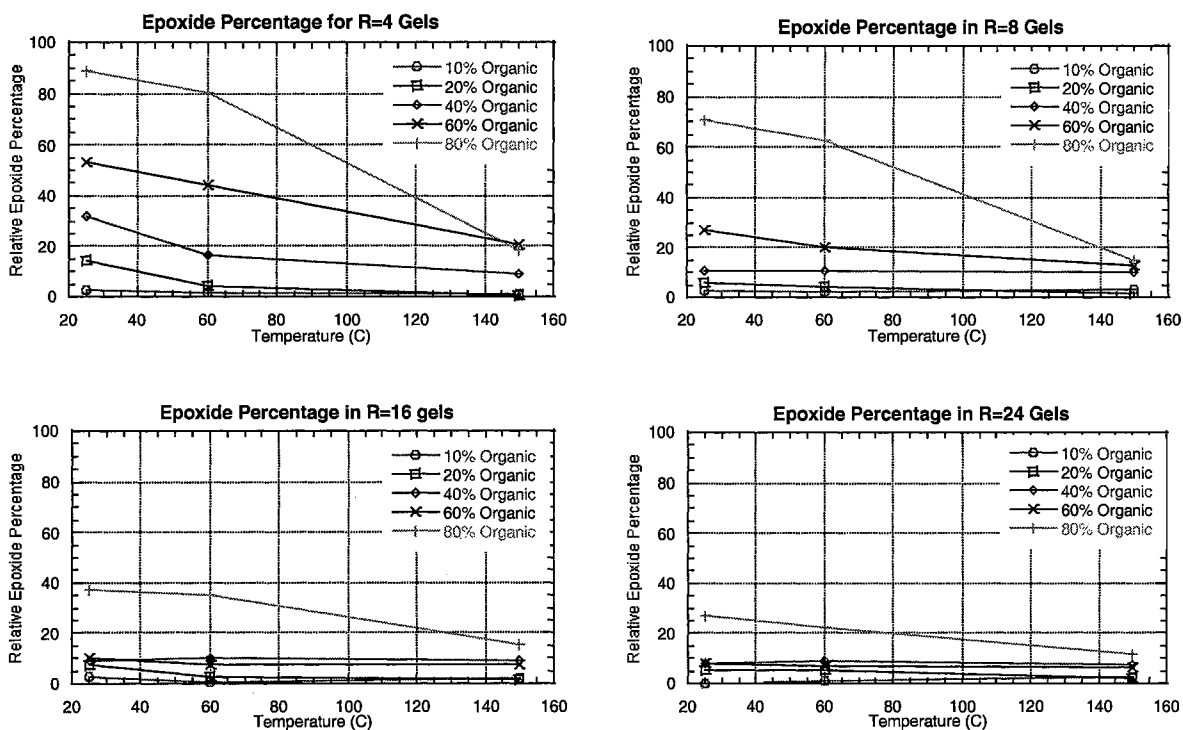 Epoxide Percentage for R=4 Gels
100
80
60
40
20
0
Relative Epoxide Percentage
10% Organic
20% Organic
40% Organic
60% Organic
80% Organic
20 40 60 80 100 120 140 160
Temperature (C)
Epoxide Percentage in R=8 Gels
100
80
60
40
20
0
Relative Epoxide Percentage
10% Organic
20% Organic
40% Organic
60% Organic
80% Organic
20 40 60 80 100 120 140 160
Temperature (C)
Epoxide Percentage in R=16 gels
100
80
60
40
20
0
Relative Epoxide Percentage
10% Organic
20% Organic
40% Organic
60% Organic
80% Organic
20 40 60 80 100 120 140 160
Temperature (C)
Epoxide Percentage in R=24 Gels
100
80
60
40
20
0
Relative Epoxide Percentage
10% Organic
20% Organic
40% Organic
60% Organic
80% Organic
20 40 60 80 100 120 140 160
Temperature (C)